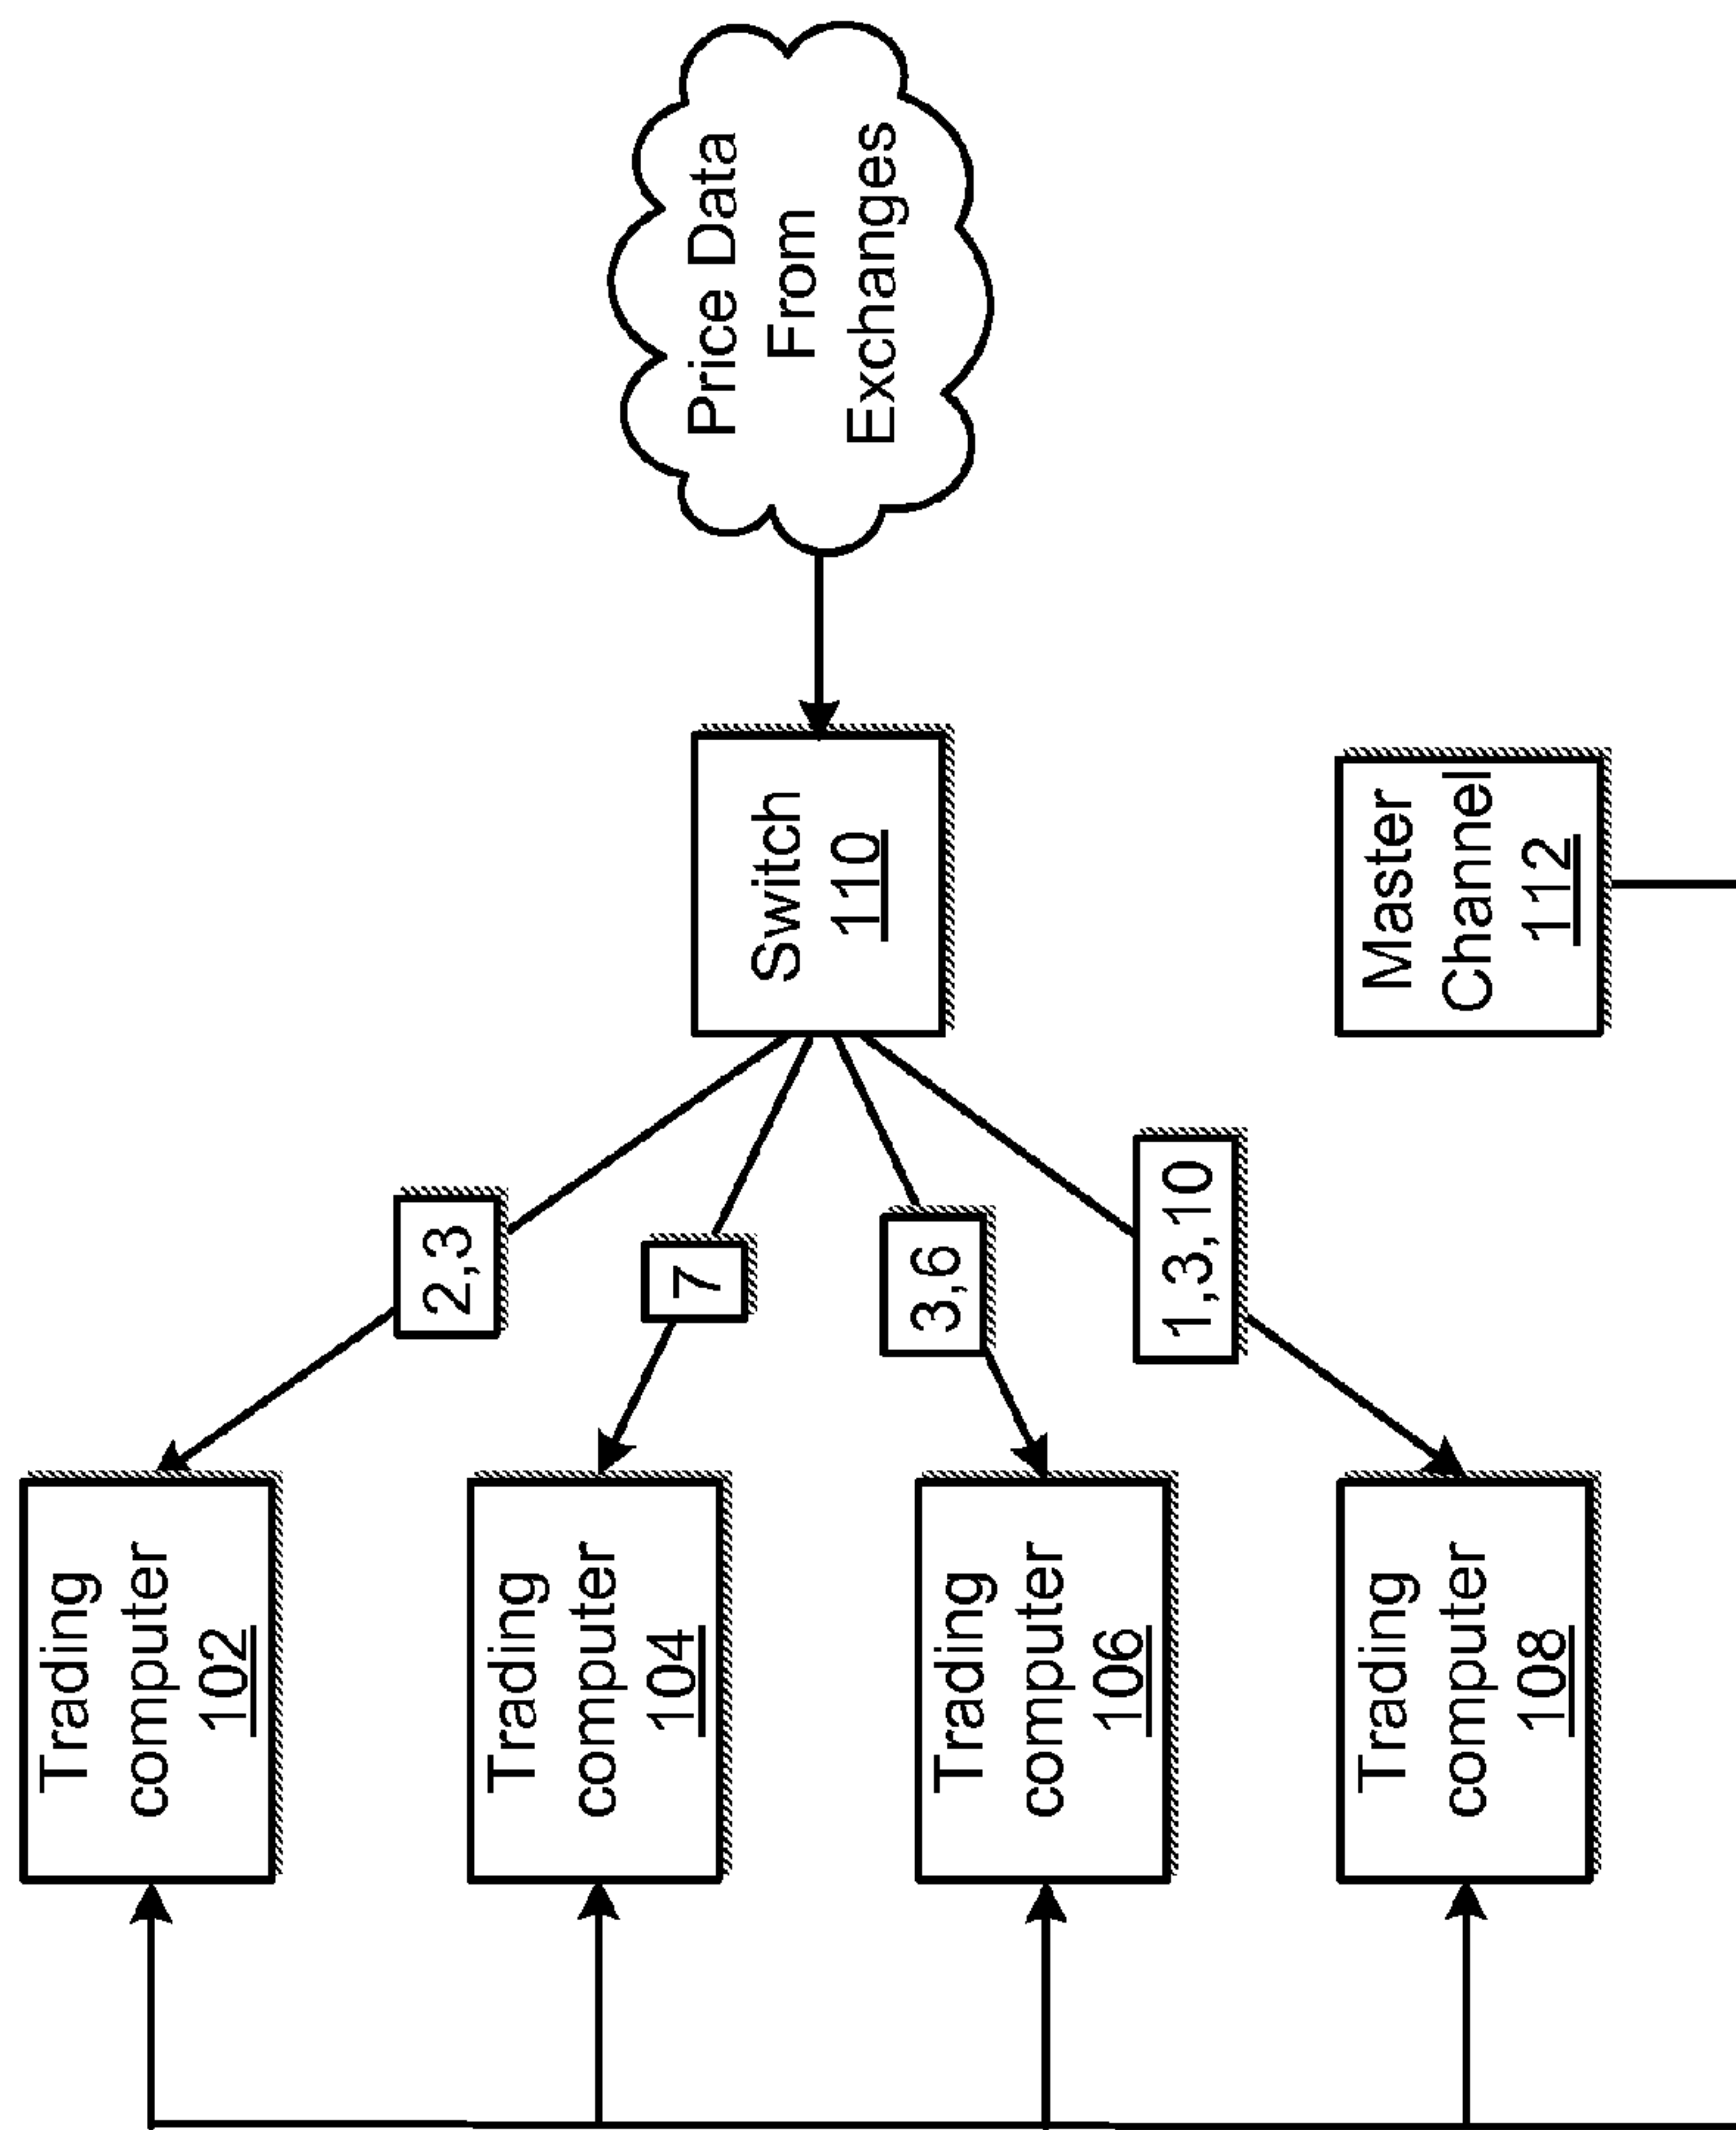 Trading
computer
102
Trading
computer
104
Trading
computer
106
Trading
computer
108
2,3
7
3,6
1,3,10
Switch
110
Master
Channel
112
Price Data
From
Exchanges